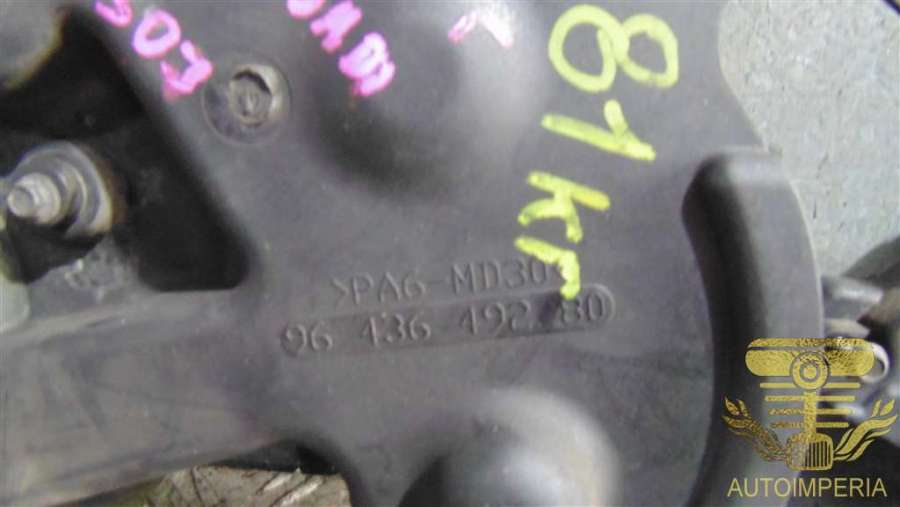 81 kr
>PA6 MD30<
96 436 492 80
AUTOIMPERIA